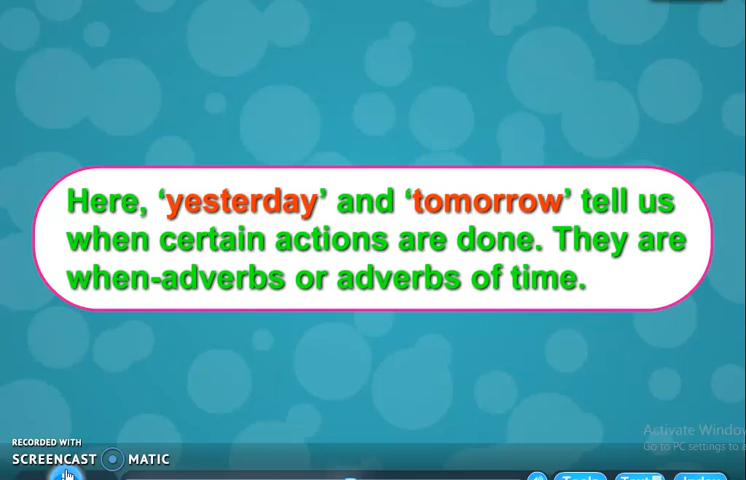 Here, ‘yesterday’ and ‘tomorrow’ tell us
when certain actions are done. They are
when-adverbs or adverbs of time.
Activate Window
Go to PC settings to a
RECORDED WITH
SCREENCAST MATIC
Tools Text Index